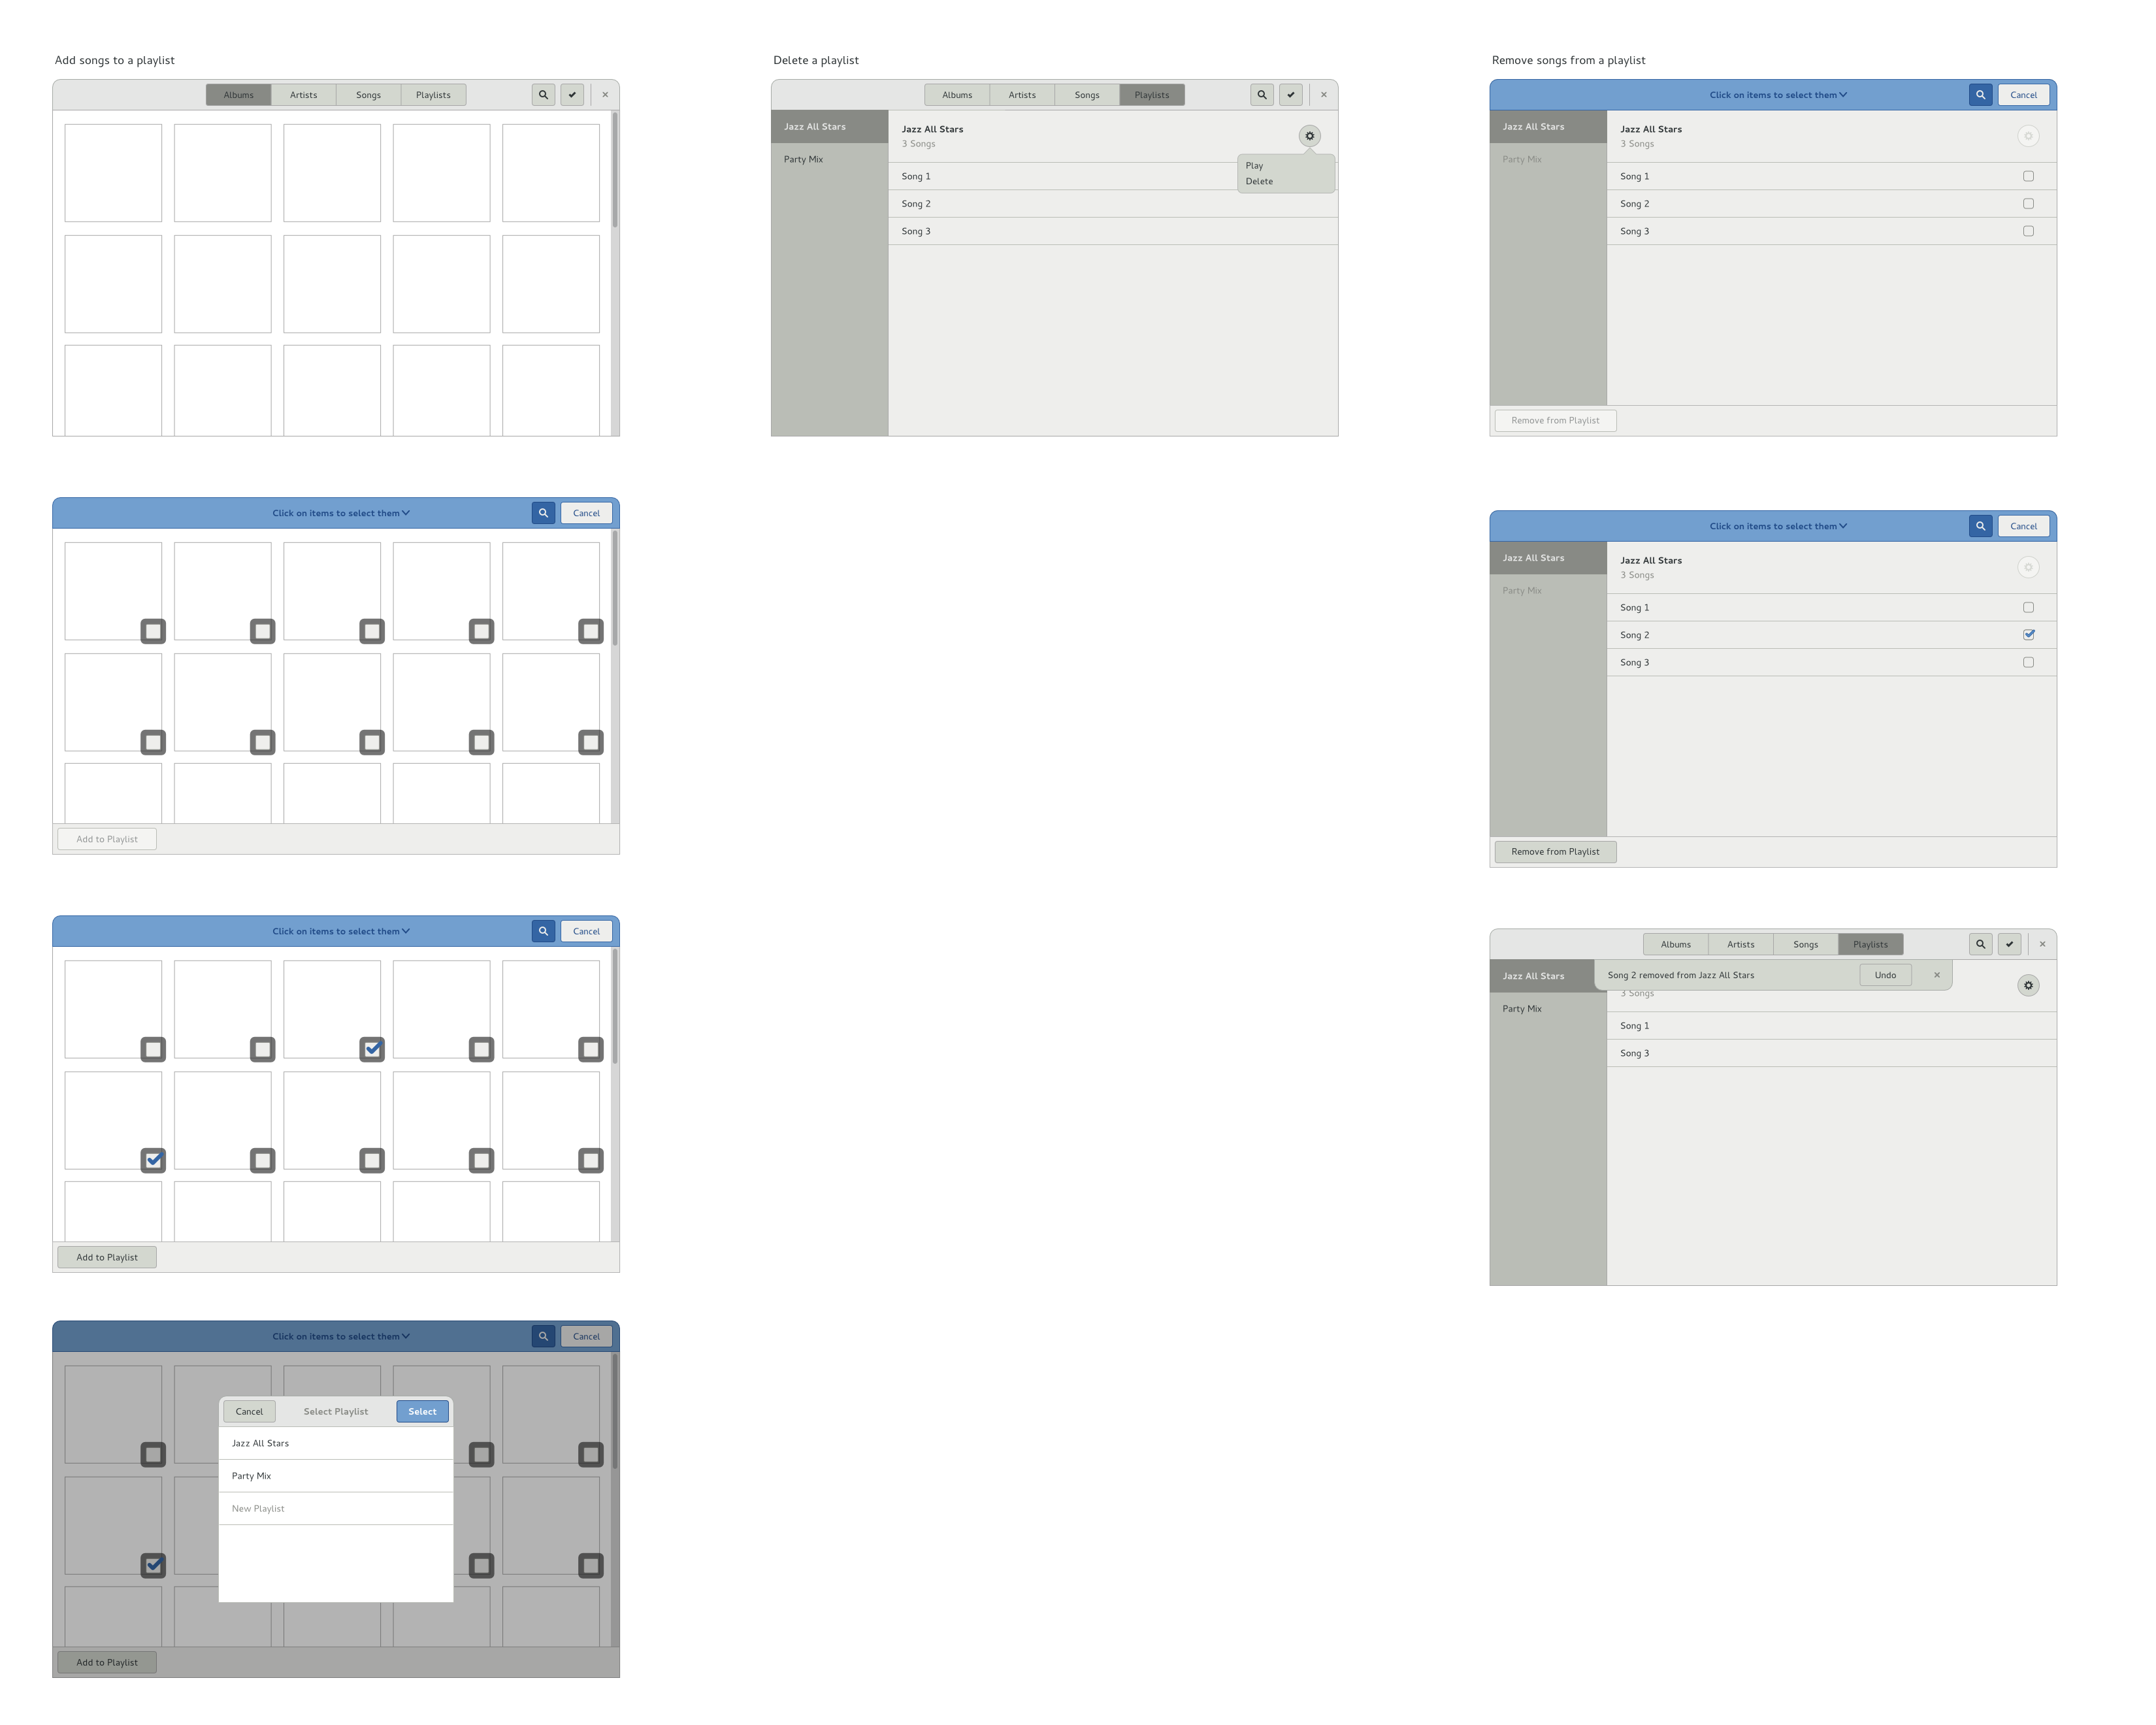 Add songs to a playlist
Albums Artists Songs Playlists
Click on items to select them
Cancel
Add to Playlist
Click on items to select them
Cancel
Add to Playlist
Click on items to select them
Cancel
Cancel Select Playlist Select
Jazz All Stars
Party Mix
New Playlist
Add to Playlist
Delete a playlist
Albums Artists Songs Playlists
Jazz All Stars
Party Mix
Jazz All Stars
3 Songs
Play
Delete
Song 1
Song 2
Song 3
Remove songs from a playlist
Click on items to select them
Cancel
Jazz All Stars
Party Mix
Jazz All Stars
3 Songs
Song 1
Song 2
Song 3
Remove from Playlist
Click on items to select them
Cancel
Jazz All Stars
Party Mix
Jazz All Stars
3 Songs
Song 1
Song 2
Song 3
Remove from Playlist
Albums Artists Songs Playlists
Jazz All Stars
Party Mix
Song 2 removed from Jazz All Stars Undo
3 Songs
Song 1
Song 3